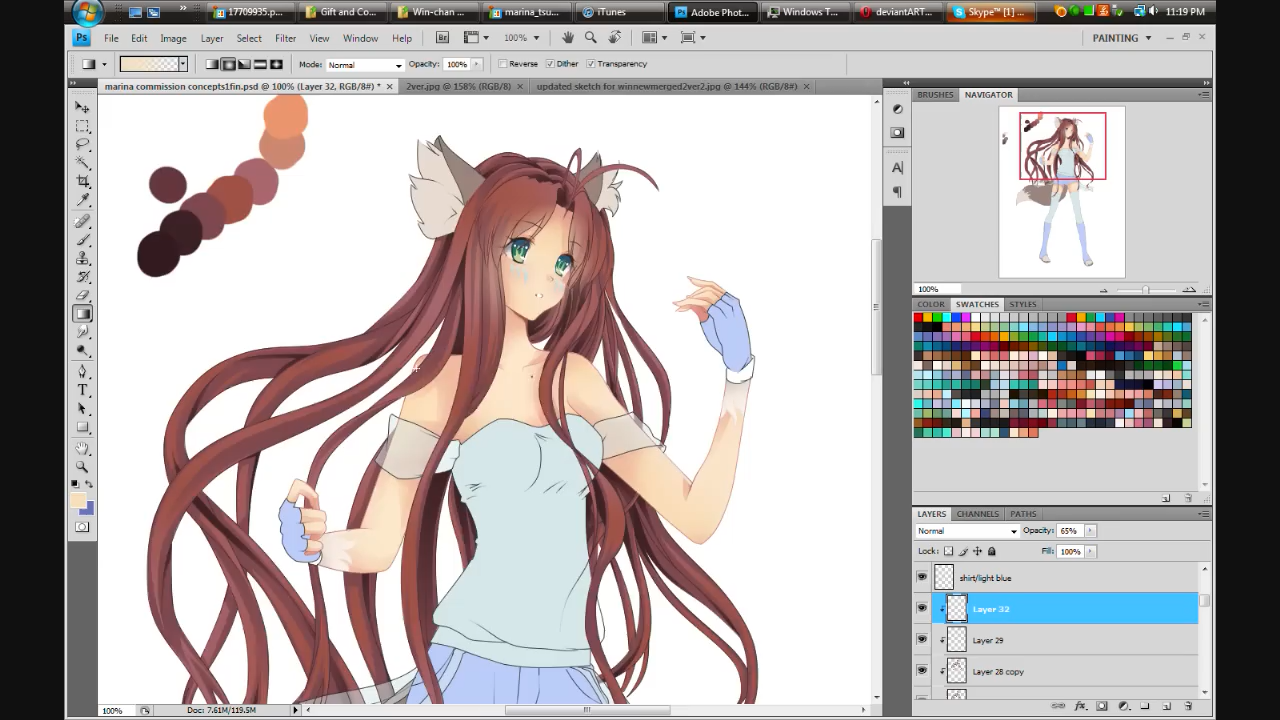 17709935.p...
Gift and Co...
Win-chan ...
marina_tsu...
iTunes
Adobe Phot...
Windows T...
deviantART...
Skype™ [1] ...
11:19 PM
Ps
File Edit Image Layer Select Filter View Window Help
Br
100%
PAINTING
Mode: Normal
Opacity: 100%
Reverse
Dither
Transparency
marina commission concepts1fin.psd @ 100% (Layer 32, RGB/8#) *
2ver.jpg @ 158% (RGB/8)
updated sketch for winnewmerged2ver2.jpg @ 144% (RGB/8#)
BRUSHES
NAVIGATOR
100%
COLOR
SWATCHES
STYLES
LAYERS
CHANNELS
PATHS
Normal
Opacity: 65%
Lock:
Fill: 100%
shirt/light blue
Layer 32
Layer 29
Layer 28 copy
100%
Doc: 7.61M/119.5M